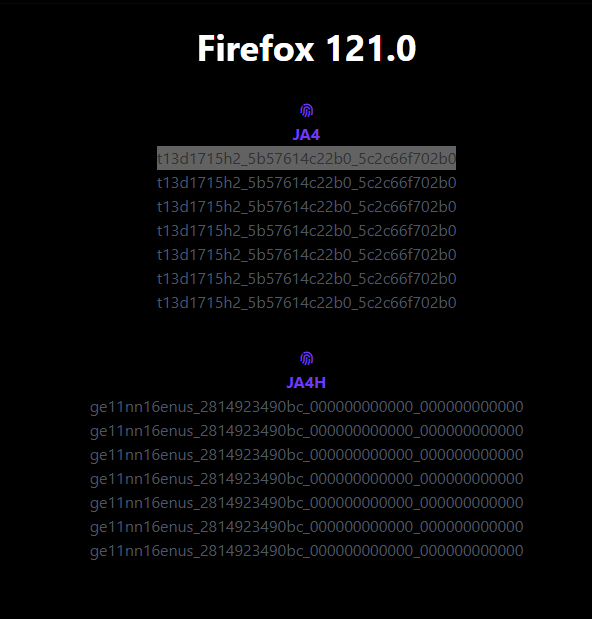 Firefox 121.0
JA4
t13d1715h2_5b57614c22b0_5c2c66f702b0
t13d1715h2_5b57614c22b0_5c2c66f702b0
t13d1715h2_5b57614c22b0_5c2c66f702b0
t13d1715h2_5b57614c22b0_5c2c66f702b0
t13d1715h2_5b57614c22b0_5c2c66f702b0
t13d1715h2_5b57614c22b0_5c2c66f702b0
t13d1715h2_5b57614c22b0_5c2c66f702b0
JA4H
ge11nn16enus_2814923490bc_000000000000_000000000000
ge11nn16enus_2814923490bc_000000000000_000000000000
ge11nn16enus_2814923490bc_000000000000_000000000000
ge11nn16enus_2814923490bc_000000000000_000000000000
ge11nn16enus_2814923490bc_000000000000_000000000000
ge11nn16enus_2814923490bc_000000000000_000000000000
ge11nn16enus_2814923490bc_000000000000_000000000000